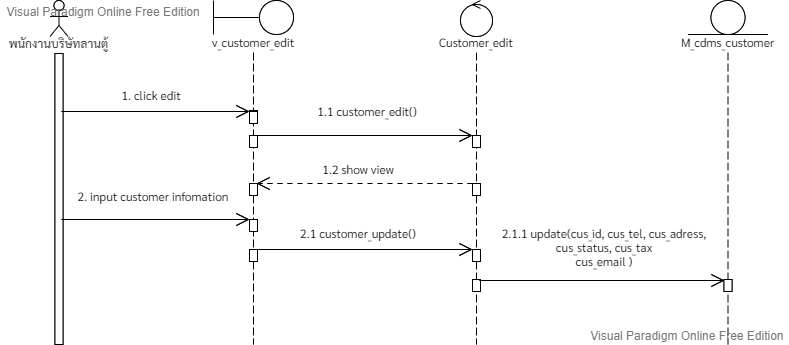 Visual Paradigm Online Free Edition
พนักงานบริษัทลานตู้
v_customer_edit
Customer_edit
M_cdms_customer
1. click edit
1.1 customer_edit()
1.2 show view
2. input customer infomation
2.1 customer_update()
2.1.1 update(cus_id, cus_tel, cus_adress,
cus_status, cus_tax
cus_email )
Visual Paradigm Online Free Edition